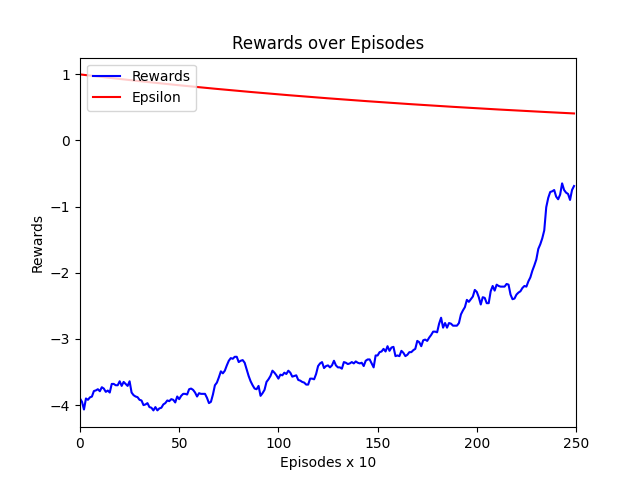 Rewards over Episodes
Rewards
Epsilon
1
0
−1
−2
−3
−4
Rewards
0 50 100 150 200 250
Episodes x 10